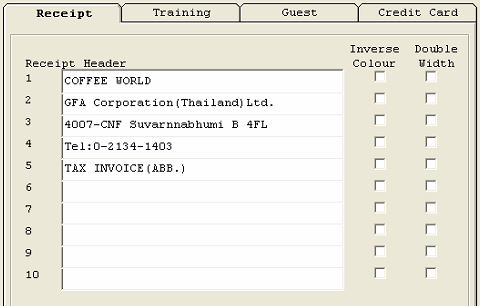 Receipt Training Guest Credit Card
Inverse Double
Receipt Header Colour Width
1 COFFEE WORLD
2 GFA Corporation(Thailand)Ltd.
3 4007-CNF Suvarnnabhumi B 4FL
4 Tel:0-2134-1403
5 TAX INVOICE(ABB.)
6
7
8
9
10